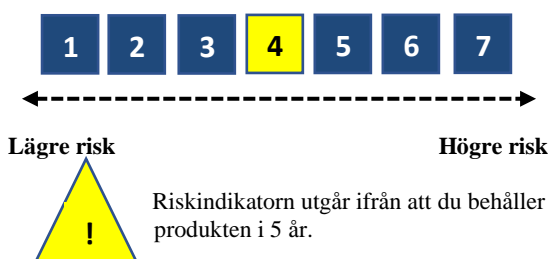 1 2 3 4 5 6 7
Lägre risk Högre risk
! Riskindikatorn utgår ifrån att du behåller
produkten i 5 år.